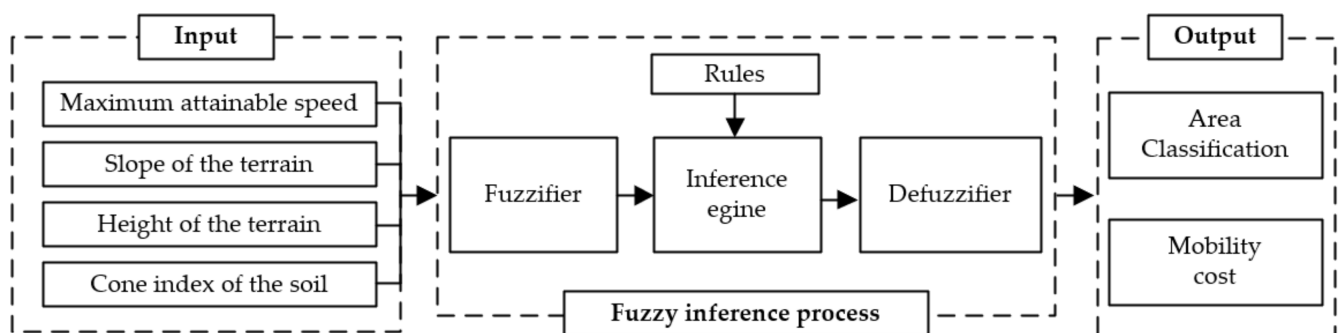 Input
Maximum attainable speed
Slope of the terrain
Height of the terrain
Cone index of the soil
Rules
Fuzzifier
Inference
egine
Defuzzifier
Fuzzy inference process
Output
Area
Classification
Mobility
cost